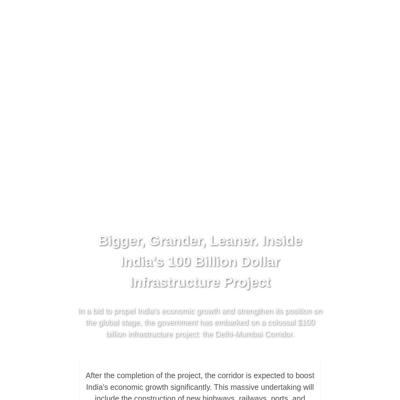 Bigger, Grander, Leaner. Inside
India's 100 Billion Dollar
Infrastructure Project
In a bid to propel India's economic growth and strengthen its position on
the global stage, the government has embarked on a colossal $100
billion infrastructure project: the Delhi-Mumbai Corridor.
After the completion of the project, the corridor is expected to boost
India's economic growth significantly. This massive undertaking will
include the construction of new highways, railways, ports, and